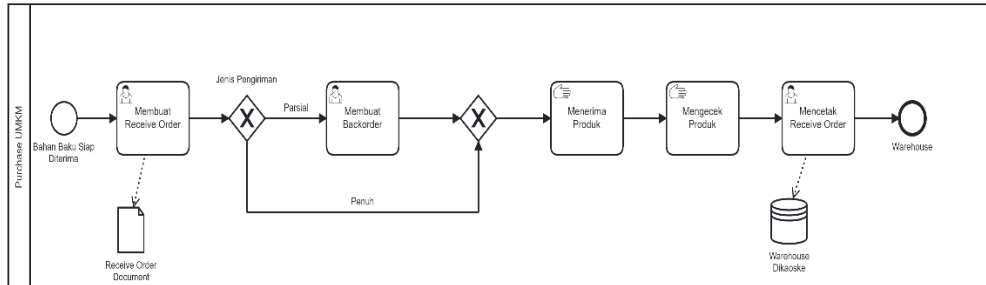 Purchase UMKM
Bahan Baku Siap
Diterima
Membuat
Receive Order
Receive Order
Document
Jenis Pengiriman
X
Parsial
Penuh
Membuat
Backorder
X
Menerima
Produk
Mengecek
Produk
Mencetak
Receive Order
Warehouse
Dikaoske
Warehouse